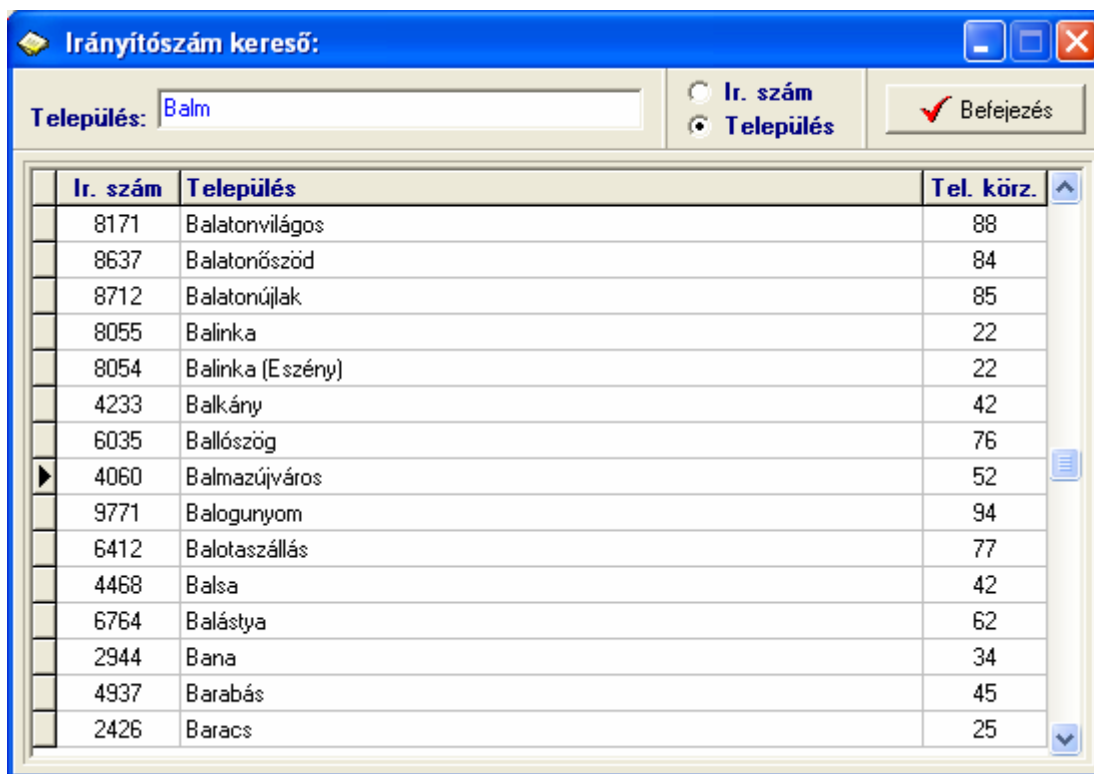 Irányítószám kereső:
Település: Balm
Ir. szám
Település
Befejezés
Ir. szám Település Tel. körz.
8171 Balatonvilágos 88
8637 Balatonőszöd 84
8712 Balatonújlak 85
8055 Balinka 22
8054 Balinka (Eszény) 22
4233 Balkány 42
6035 Ballószög 76
4060 Balmazújváros 52
9771 Balogunyom 94
6412 Balotaszállás 77
4468 Balsa 42
6764 Balástya 62
2944 Bana 34
4937 Barabás 45
2426 Baracs 25